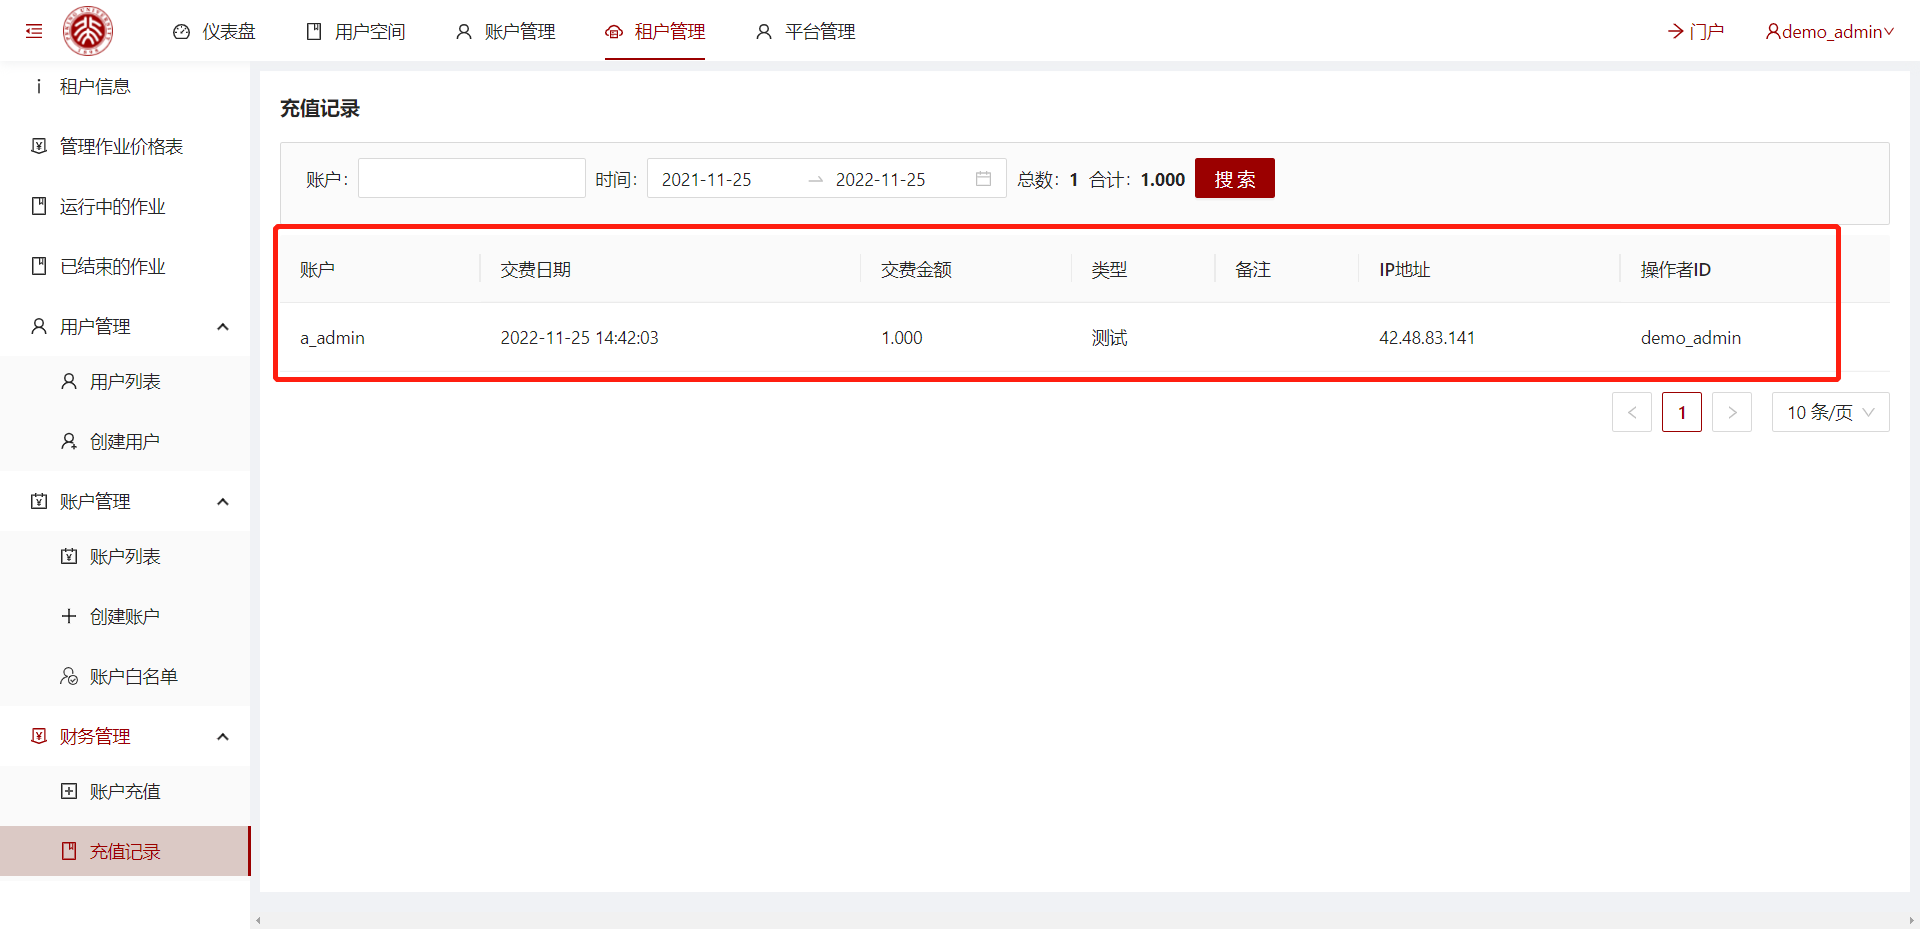 仪表盘
用户空间
账户管理
租户管理
平台管理
门户
demo_admin
租户信息
管理作业价格表
运行中的作业
已结束的作业
用户管理
用户列表
创建用户
账户管理
账户列表
创建账户
账户白名单
财务管理
账户充值
充值记录
充值记录
账户: 时间: 2021-11-25 → 2022-11-25 总数: 1 合计: 1.000 搜 索
账户 交费日期 交费金额 类型 备注 IP地址 操作者ID
a_admin 2022-11-25 14:42:03 1.000 测试 42.48.83.141 demo_admin
< 1 > 10 条/页